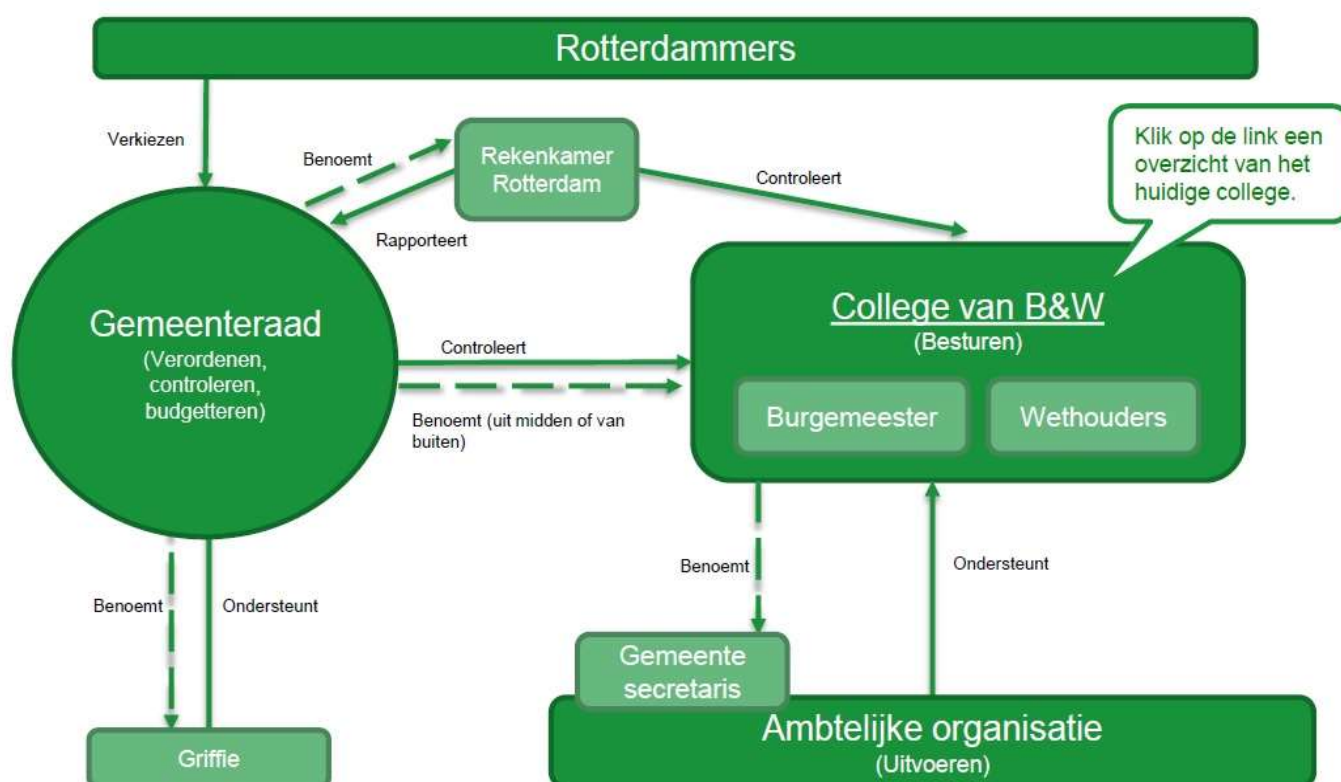 Rotterdammers
Verkiezen
Benoemt
Rekenkamer
Rotterdam
Controleert
Klik op de link een
overzicht van het
huidige college.
Rapporteert
Gemeenteraad
(Verordenen,
controleren,
budgetteren)
Controleert
Benoemt (uit midden of van
buiten)
College van B&W
(Besturen)
Burgemeester
Wethouders
Benoemt
Ondersteunt
Benoemt
Ondersteunt
Gemeente
secretaris
Griffie
Ambtelijke organisatie
(Uitvoeren)